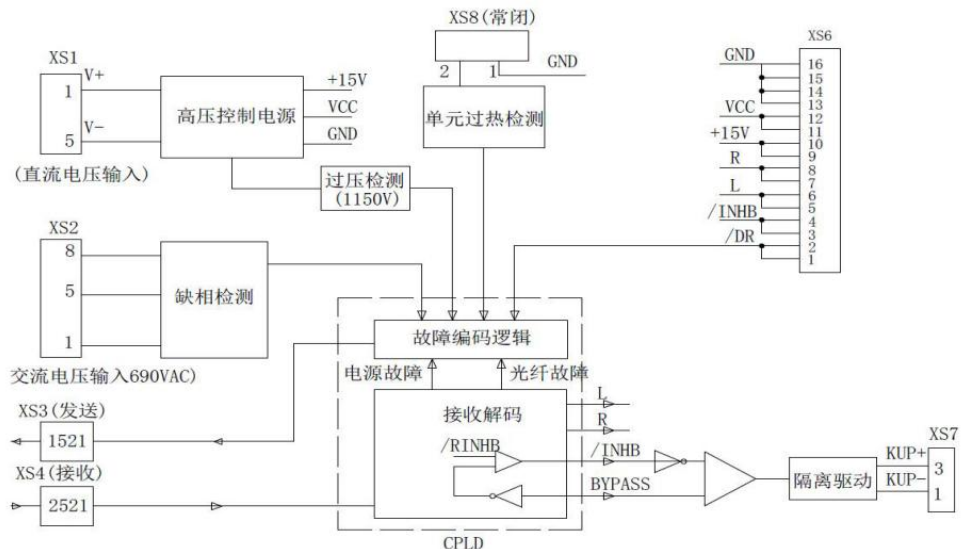 XS8(常闭)
XS6
XS1
V+
1
V-
5
(直流电压输入)
高压控制电源
+15V
VCC
GND
2
1
GND
单元过热检测
过压检测
(1150V)
GND
VCC
+15V
R
L
/INHB
/DR
16
15
14
13
12
11
10
9
8
7
6
5
4
3
2
1
XS2
8
5
1
缺相检测
交流电压输入690VAC)
故障编码逻辑
电源故障
光纤故障
接收解码
/RINHB
L
R
/INHB
BYPASS
CPLD
XS3(发送)
1521
XS4(接收)
2521
隔离驱动
KUP+
KUP-
XS7
3
1